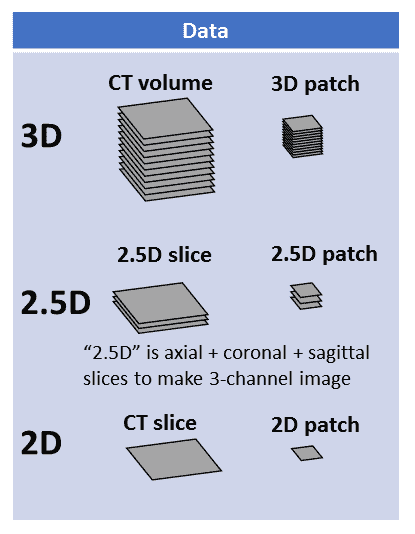 Data
CT volume
3D patch
3D
2.5D slice
2.5D patch
2.5D
“2.5D” is axial + coronal + sagittal
slices to make 3-channel image
CT slice
2D patch
2D